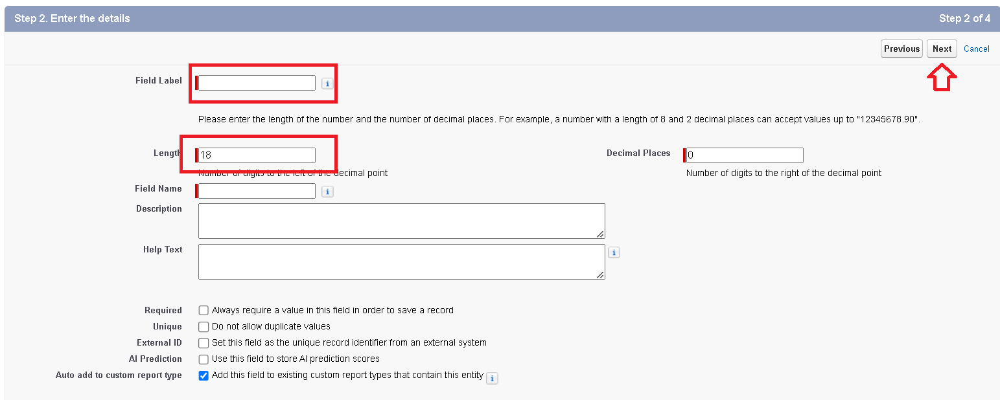 Step 2. Enter the details Step 2 of 4
Previous Next Cancel
Field Label
Please enter the length of the number and the number of decimal places. For example, a number with a length of 8 and 2 decimal places can accept values up to "12345678.90".
Length 18 Decimal Places 0
Number of digits to the left of the decimal point Number of digits to the right of the decimal point
Field Name
Description
Help Text
Required Always require a value in this field in order to save a record
Unique Do not allow duplicate values
External ID Set this field as the unique record identifier from an external system
AI Prediction Use this field to store AI prediction scores
Auto add to custom report type Add this field to existing custom report types that contain this entity